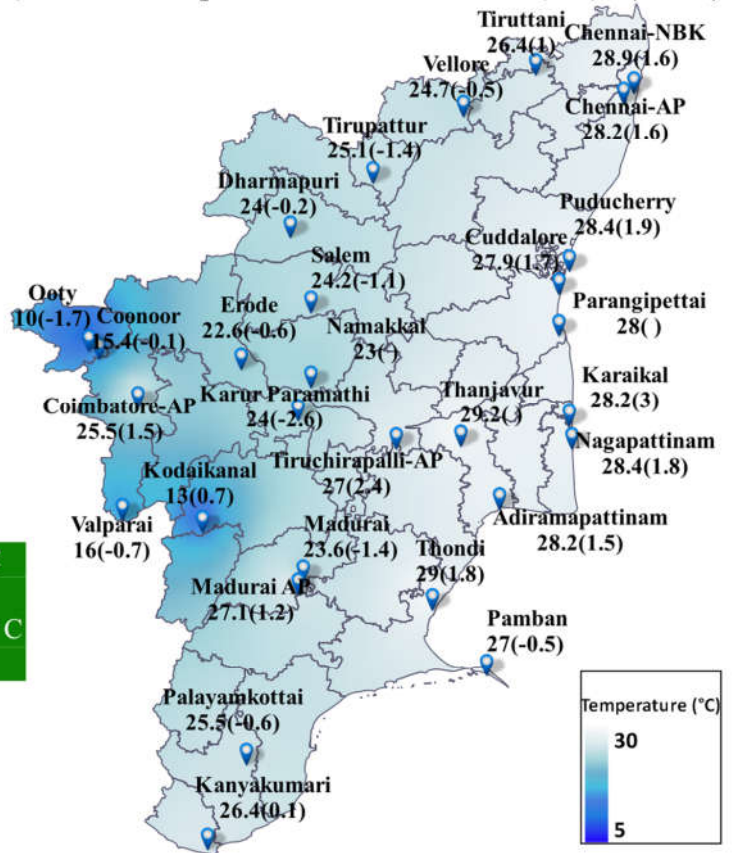 Tiruttani
26.4(1)
Chennai-NBK
28.9(1.6)
Vellore
24.7(-0.5)
Chennai-AP
28.2(1.6)
Tirupattur
25.1(-1.4)
Dharmapuri
24(-0.2)
Puducherry
28.4(1.9)
Cuddalore
27.9(1.7)
Salem
24.2(-1.1)
Ooty
10(-1.7)
Coonoor
15.4(-0.1)
Erode
22.6(-0.6)
Namakkal
23( )
Parangipettai
28( )
Karur Paramathi
24(-2.6)
Thanjavur
29.2( )
Karaikal
28.2(3)
Coimbatore-AP
25.5(1.5)
Nagapattinam
28.4(1.8)
Tiruchirapalli-AP
27(2.4)
Kodaikanal
13(0.7)
Valparai
16(-0.7)
Madurai
23.6(-1.4)
Adiramapattinam
28.2(1.5)
Thondi
29(1.8)
Madurai AP
27.1(1.2)
C
Pamban
27(-0.5)
Palayamkottai
25.5(-0.6)
Kanyakumari
26.4(0.1)
Temperature (°C)
30
5